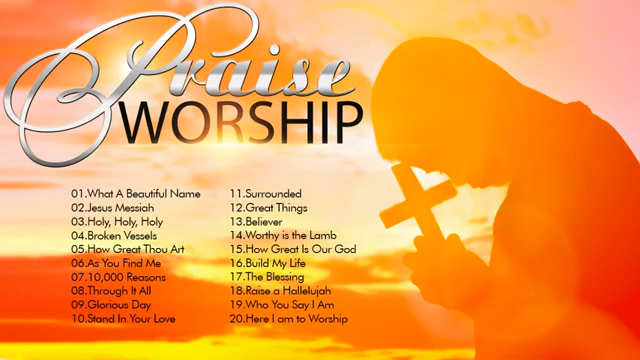 Praise
WORSHIP
01.What A Beautiful Name
02.Jesus Messiah
03.Holy, Holy, Holy
04.Broken Vessels
05.How Great Thou Art
06.As You Find Me
07.10,000 Reasons
08.Through It All
09.Glorious Day
10.Stand In Your Love
11.Surrounded
12.Great Things
13.Believer
14.Worthy is the Lamb
15.How Great Is Our God
16.Build My Life
17.The Blessing
18.Raise a Hallelujah
19.Who You Say I Am
20.Here I am to Worship